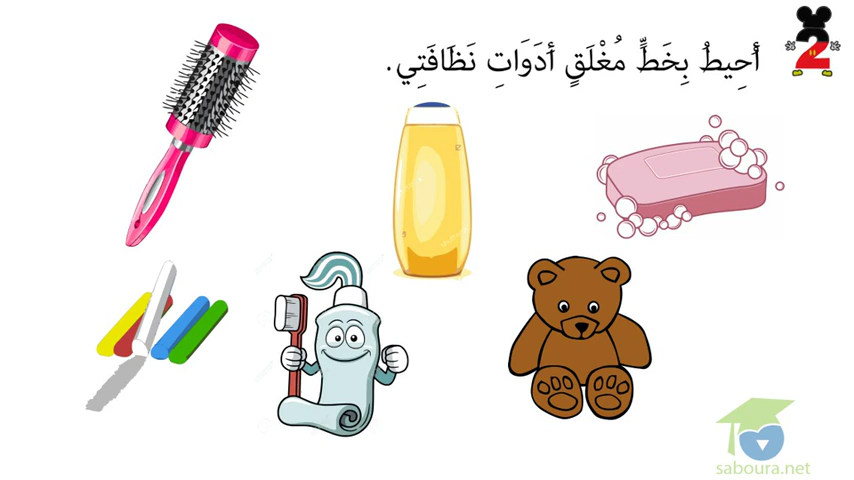 2
أُحِيطُ بِخَطٍّ مُغْلَقٍ أَدَوَاتِ نَظَافَتِي.
saboura.net